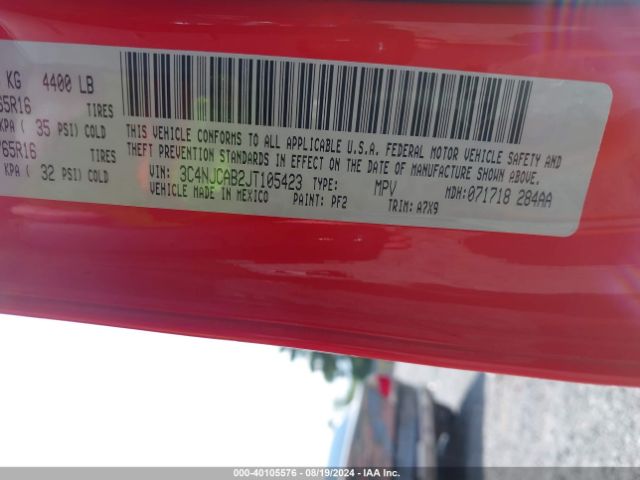 KG 4400 LB
65R16 TIRES
KPA ( 35 PSI) COLD
65R16 TIRES
KPA ( 32 PSI) COLD
THIS VEHICLE CONFORMS TO ALL APPLICABLE U.S.A. FEDERAL MOTOR VEHICLE SAFETY AND
THEFT PREVENTION STANDARDS IN EFFECT ON THE DATE OF MANUFACTURE SHOWN ABOVE.
VIN: 3C4NJCAB2JT105423 TYPE: MPV MDH:071718 284AA
VEHICLE MADE IN MEXICO PAINT: PF2 TRIM: A7X9
000-40105576 - 08/19/2024 - IAA Inc.